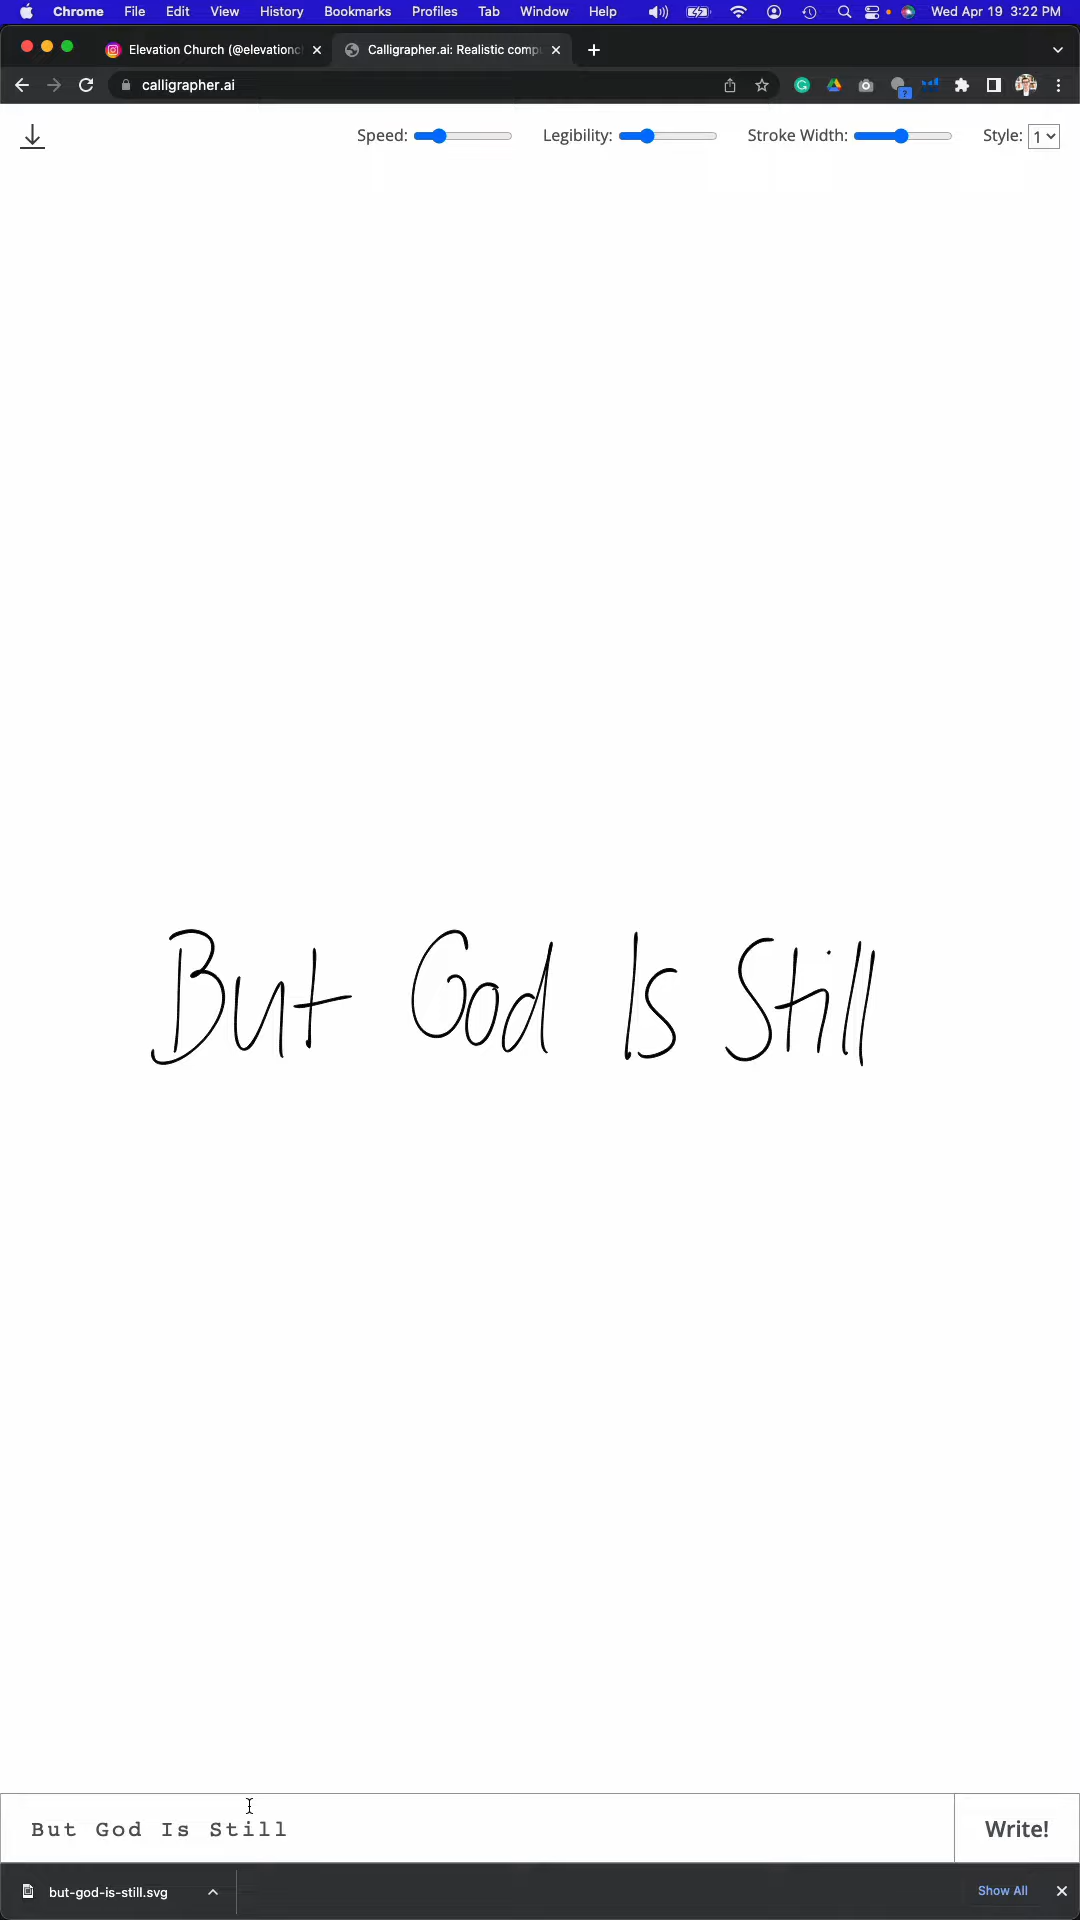 Chrome File Edit View History Bookmarks Profiles Tab Window Help Wed Apr 19 3:22 PM
Elevation Church (@elevationc Calligrapher.ai: Realistic comp
calligrapher.ai
Speed: Legibility: Stroke Width: Style: 1
But God Is Still
But God Is Still Write!
but-god-is-still.svg Show All